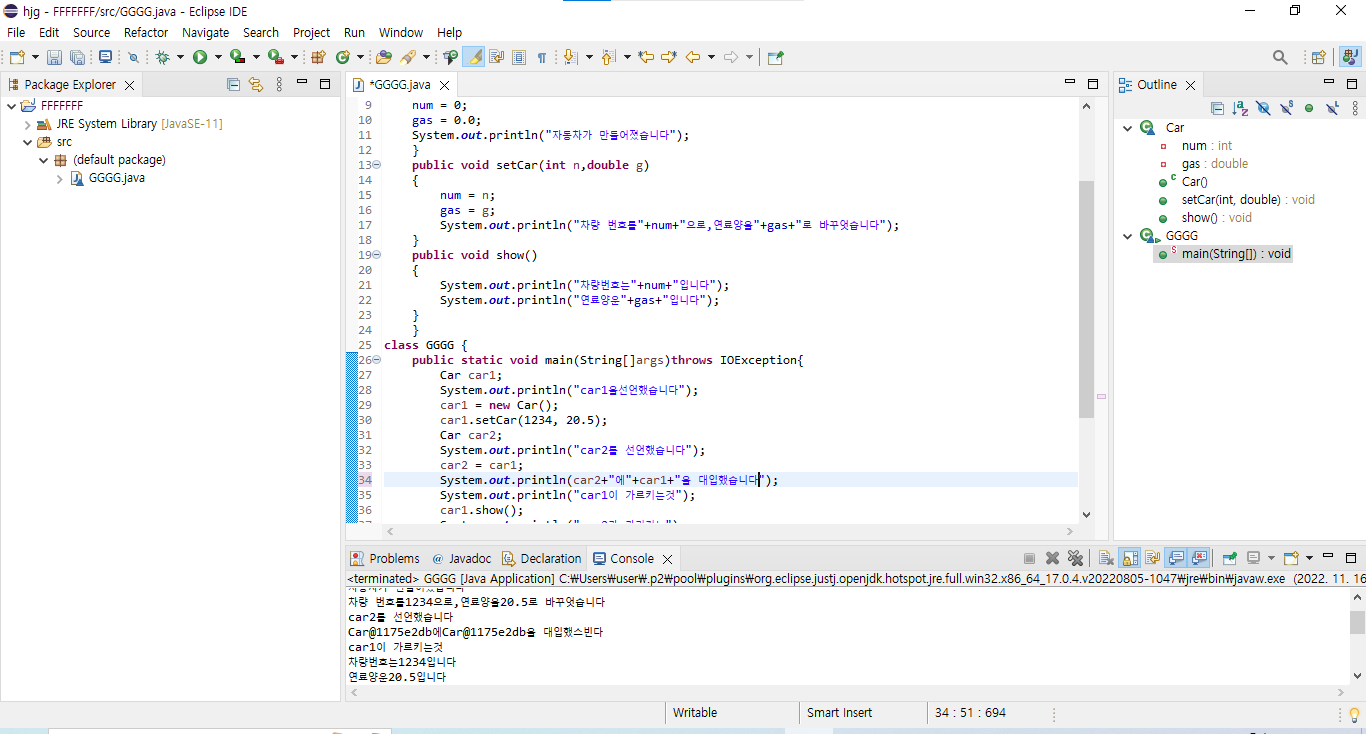 hjg - FFFFFFF/src/GGGG.java - Eclipse IDE
File Edit Source Refactor Navigate Search Project Run Window Help
Package Explorer
FFFFFFF
JRE System Library [JavaSE-11]
src
(default package)
GGGG.java
*GGGG.java
9 num = 0;
10 gas = 0.0;
11 System.out.println("자동차가 만들어졌습니다");
12 }
13 public void setCar(int n,double g)
14 {
15 num = n;
16 gas = g;
17 System.out.println("차량 번호를"+num+"으로,연료양을"+gas+"로 바꾸엇습니다");
18 }
19 public void show()
20 {
21 System.out.println("차량번호는"+num+"입니다");
22 System.out.println("연료양은"+gas+"입니다");
23 }
24 }
25 class GGGG {
26 public static void main(String[]args)throws IOException{
27 Car car1;
28 System.out.println("car1을선언했습니다");
29 car1 = new Car();
30 car1.setCar(1234, 20.5);
31 Car car2;
32 System.out.println("car2를 선언했습니다");
33 car2 = car1;
34 System.out.println(car2+"에"+car1+"을 대입했습니다");
35 System.out.println("car1이 가르키는것");
36 car1.show();
Outline
Car
num : int
gas : double
Car()
setCar(int, double) : void
show() : void
GGGG
main(String[]) : void
Problems @ Javadoc Declaration Console
<terminated> GGGG [Java Application] C:₩Users₩user₩.p2₩pool₩plugins₩org.eclipse.justj.openjdk.hotspot.jre.full.win32.x86_64_17.0.4.v20220805-1047₩jre₩bin₩javaw.exe (2022. 11. 16
차량 번호를1234으로,연료양을20.5로 바꾸엇습니다
car2를 선언했습니다
Car@1175e2db에Car@1175e2db을 대입했스빈다
car1이 가르키는것
차량번호는1234입니다
연료양은20.5입니다
Writable Smart Insert 34 : 51 : 694